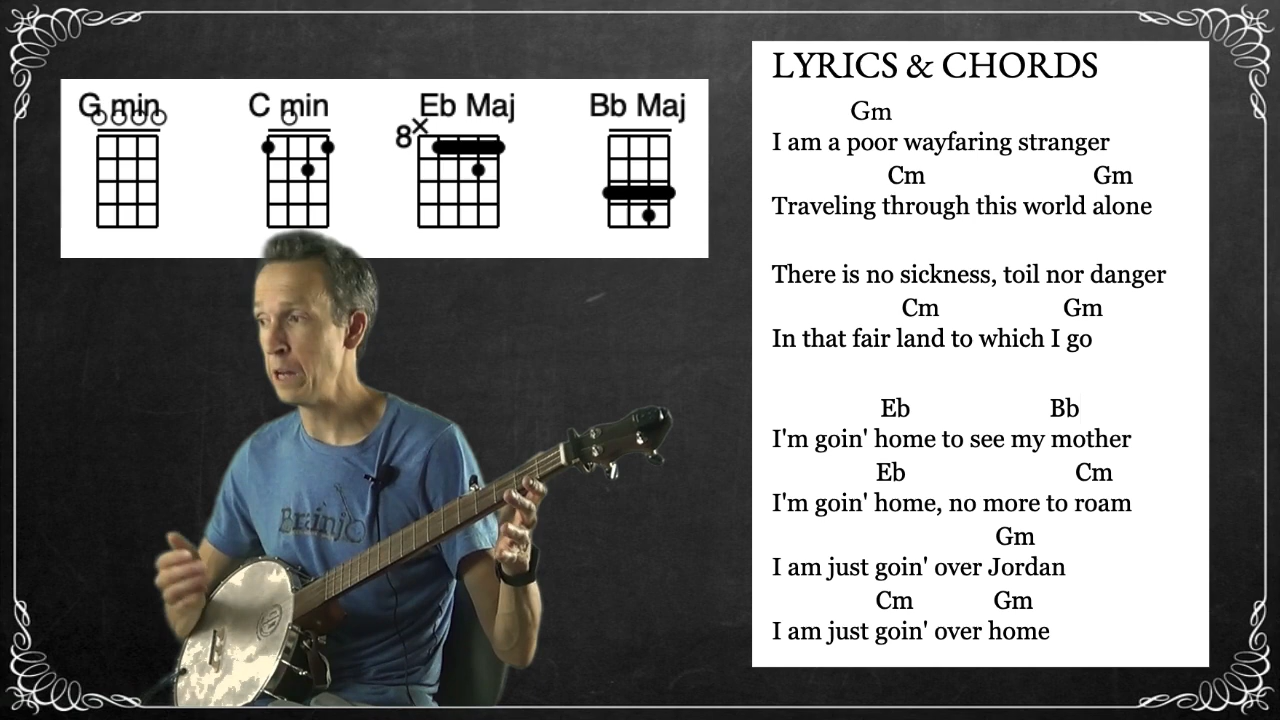 G min C min Eb Maj Bb Maj
8
LYRICS & CHORDS
Gm
I am a poor wayfaring stranger
Cm Gm
Traveling through this world alone
There is no sickness, toil nor danger
Cm Gm
In that fair land to which I go
Eb Bb
I'm goin' home to see my mother
Eb Cm
I'm goin' home, no more to roam
Gm
I am just goin' over Jordan
Cm Gm
I am just goin' over home
Brainjo